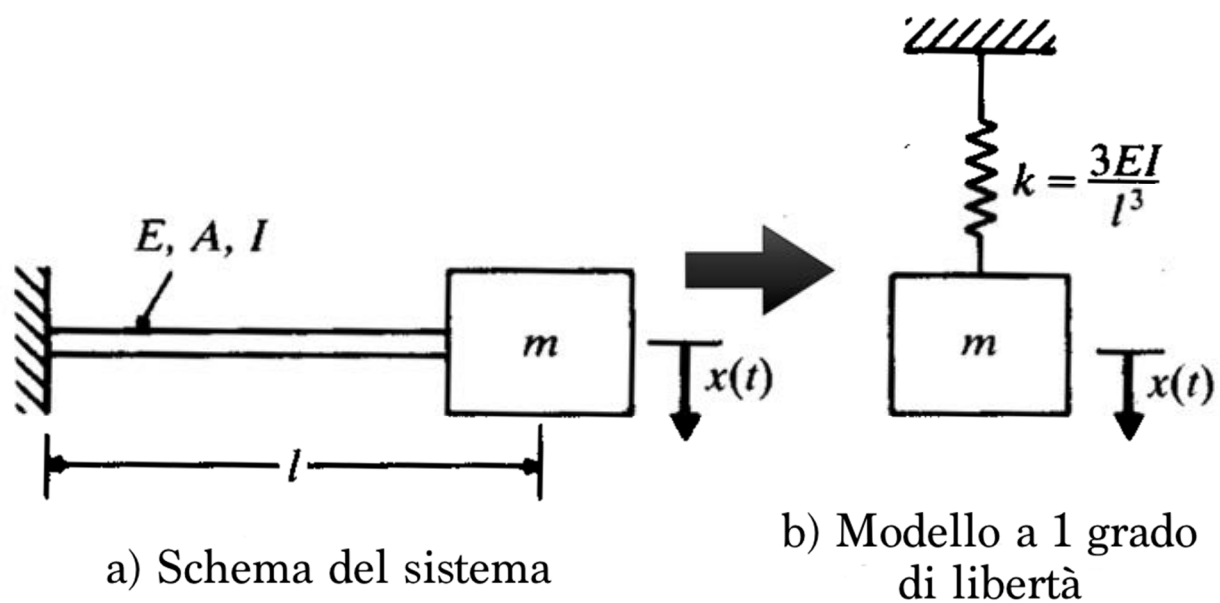 E, A, I
m
x(t)
l
a) Schema del sistema
k = 3EI
l³
m
x(t)
b) Modello a 1 grado
di libertà